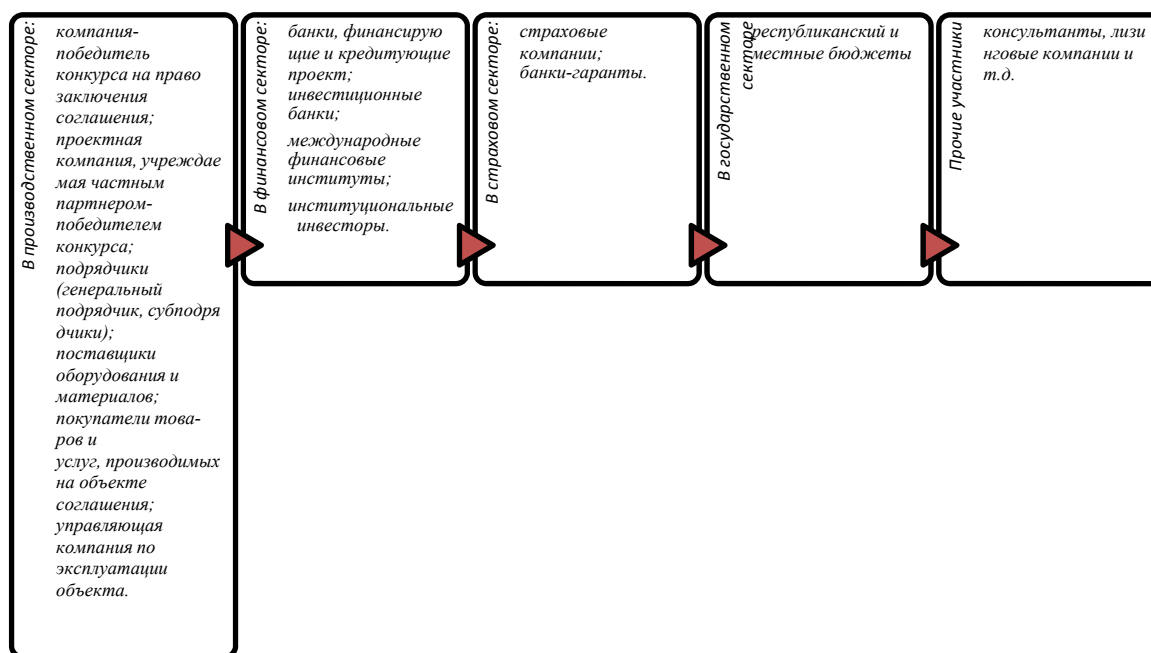 В производственном секторе:
компания-
победитель
конкурса на право
заключения
соглашения;
проектная
компания, учреждае
мая частным
партнером-
победителем
конкурса;
подрядчики
(генеральный
подрядчик, субподря
дчики);
поставщики
оборудования и
материалов;
покупатели това-
ров и
услуг, производимых
на объекте
соглашения;
управляющая
компания по
эксплуатации
объекта.
В финансовом секторе:
банки, финансирую
щие и кредитующие
проект;
инвестиционные
банки;
международные
финансовые
институты;
институциональные
инвесторы.
В страховом секторе:
страховые
компании;
банки-гаранты.
В государственном
секторе
республиканский и
местные бюджеты
Прочие участники
консультанты, лизи
нговые компании и
т.д.